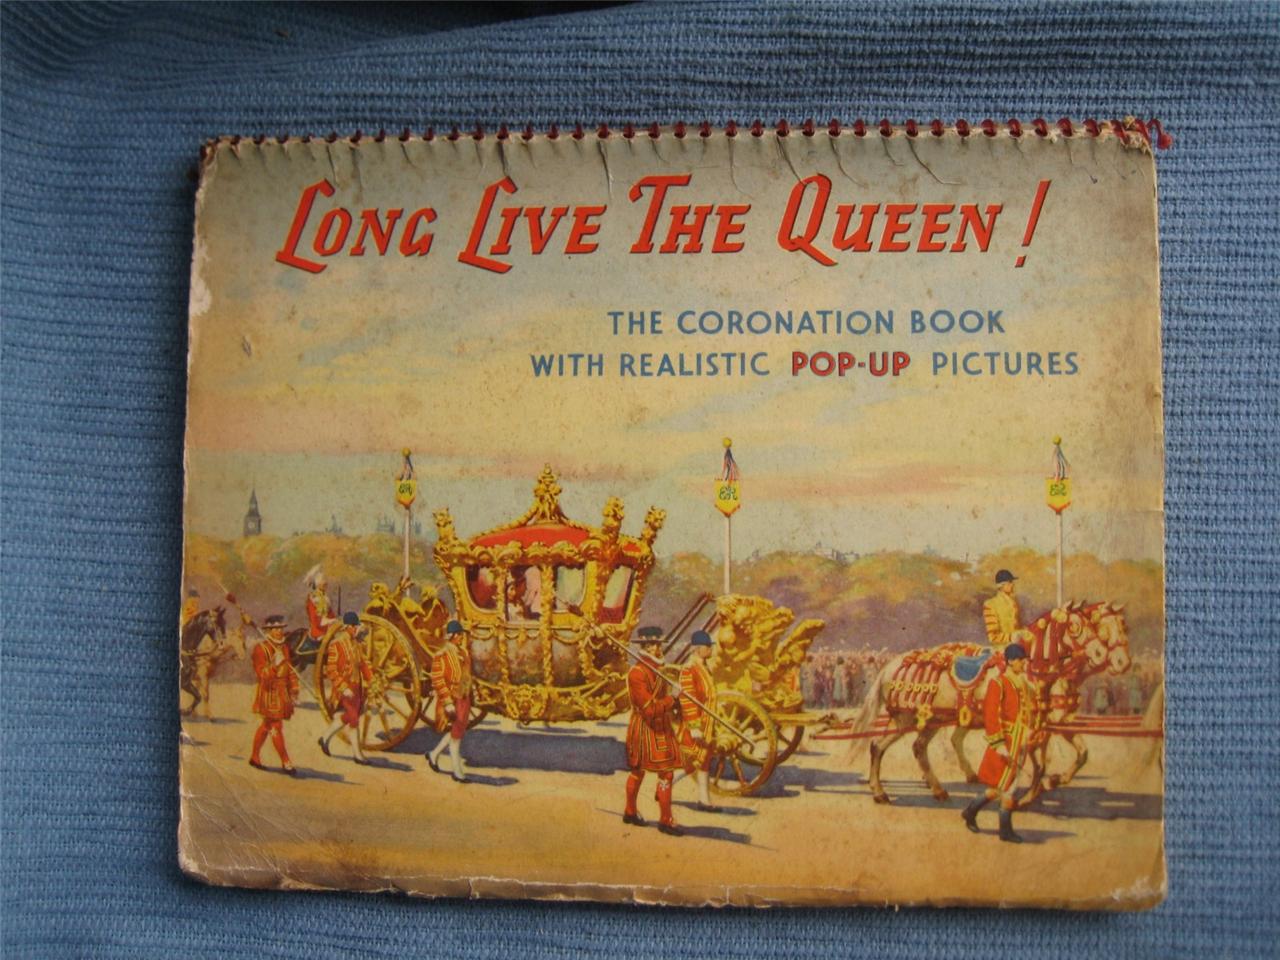 LONG LIVE THE QUEEN!
THE CORONATION BOOK
WITH REALISTIC POP-UP PICTURES